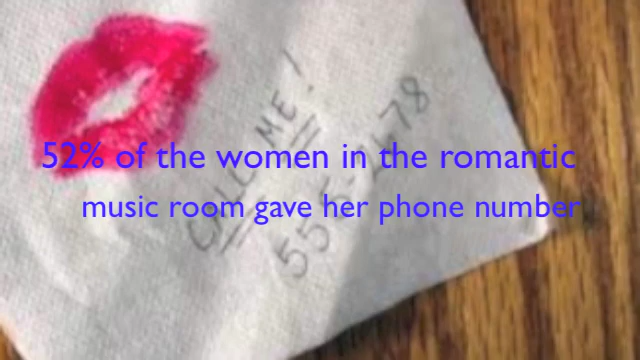 52% of the women in the romantic
music room gave her phone number
CALL ME!